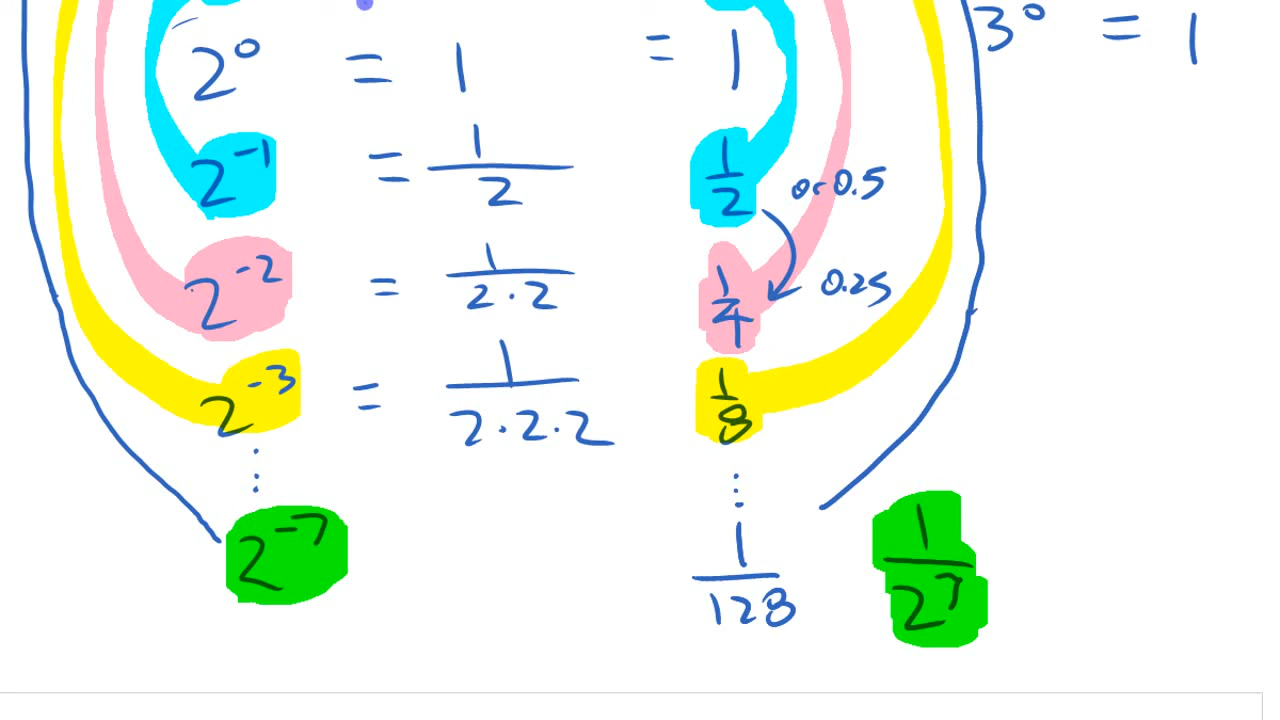 2⁰ = 1 = 1 3⁰ = 1
2⁻¹ = 1/2 1/2 or 0.5
2⁻² = 1/(2·2) 1/4 0.25
2⁻³ = 1/(2·2·2) 1/8
⋮ ⋮
2⁻⁷ 1/128 1/2⁷